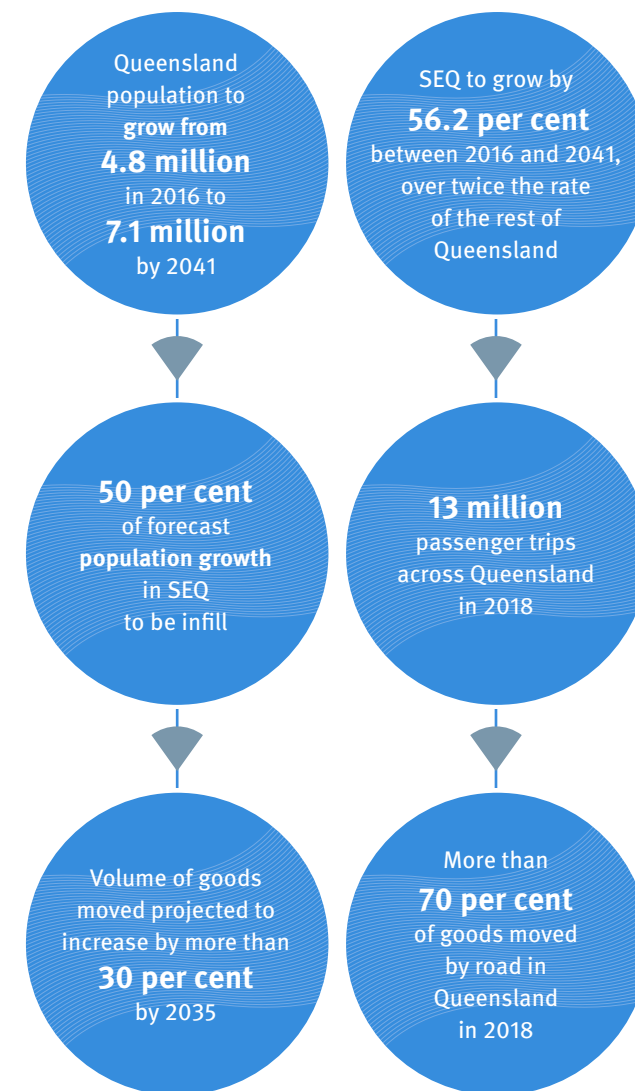 Queensland
population to
grow from
4.8 million
in 2016 to
7.1 million
by 2041
SEQ to grow by
56.2 per cent
between 2016 and 2041,
over twice the rate
of the rest of
Queensland
50 per cent
of forecast
population growth
in SEQ
to be infill
13 million
passenger trips
across Queensland
in 2018
Volume of goods
moved projected to
increase by more than
30 per cent
by 2035
More than
70 per cent
of goods moved
by road in
Queensland
in 2018